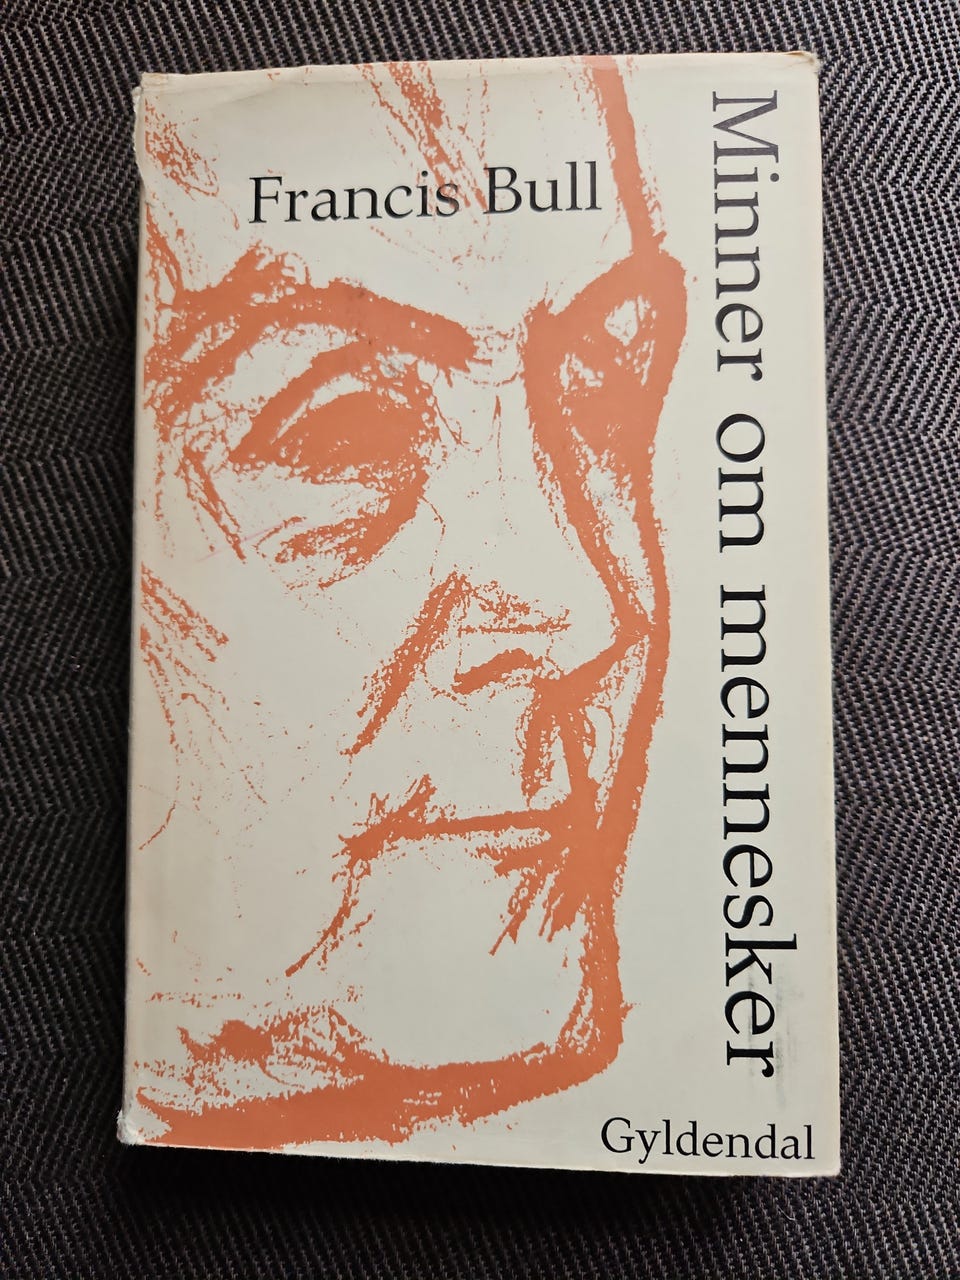 Francis Bull
Minner om mennesker
Gyldendal